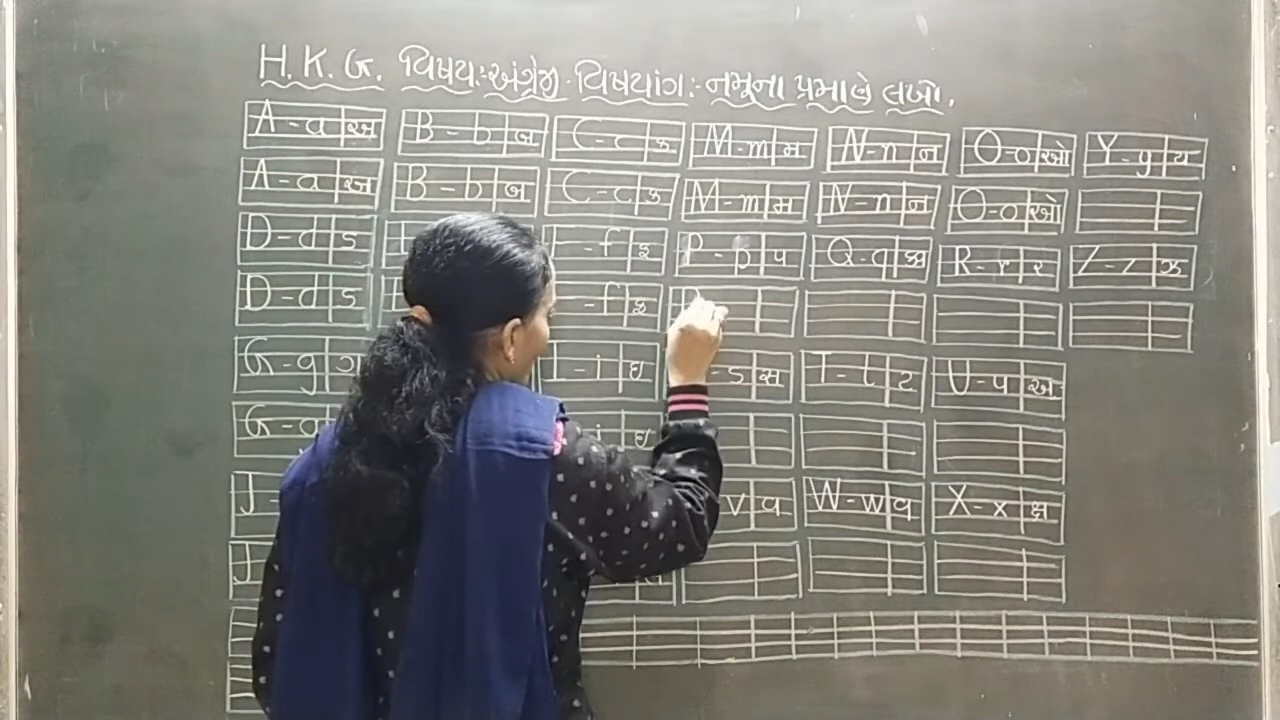 H. K. G. વિષય:-અંગ્રેજી. વિષયાંગ:- નમૂના પ્રમાણે લખો.
A-a અ B-b બ C-c ક M-m મ N-n ન O-o ઓ Y-y ય
A-a અ B-b બ C-c ક M-m મ N-n ન O-o ઓ
D-d ડ -f ફ P-p પ Q-q ક્વ R-r ર Z-z ઝ
D-d ડ -f ફ
G-g ગ I-i ઇ -s સ T-t ટ U-u અ
G-g -i ઇ
J- v વ W-w વ X-x ક્ષ
J